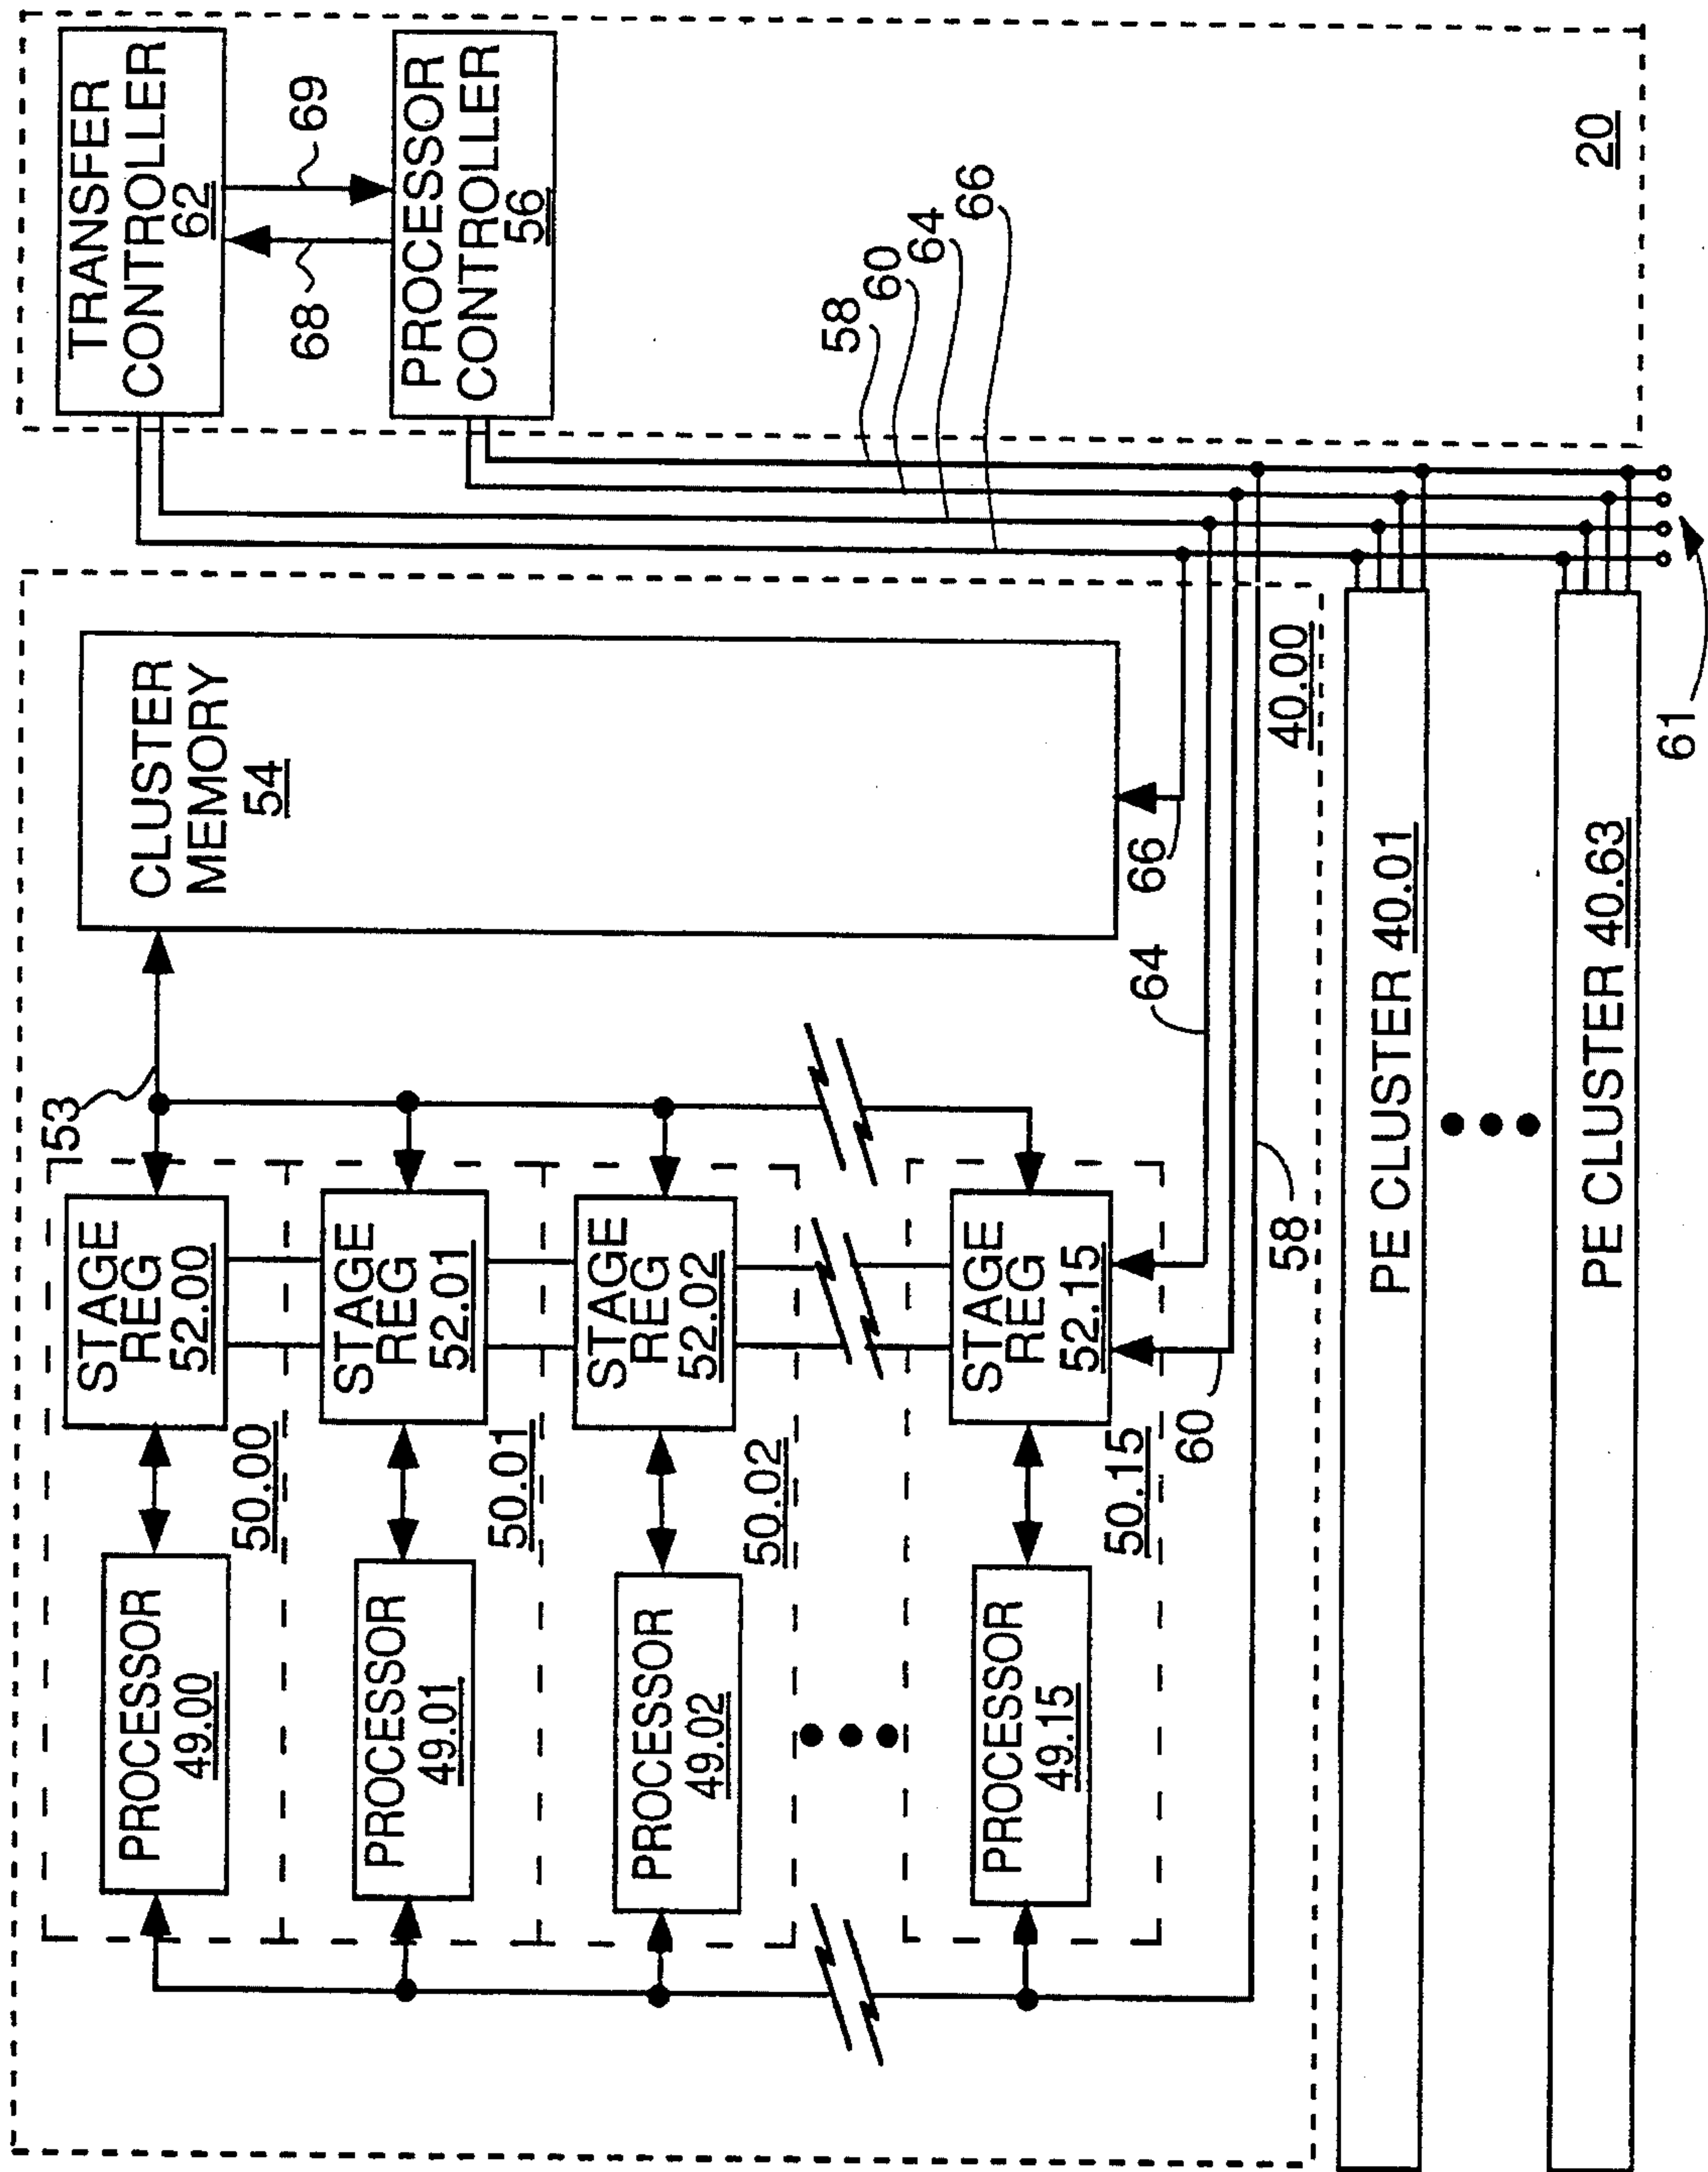 TRANSFER
CONTROLLER
62
68
69
PROCESSOR
CONTROLLER
56
58
60
64
66
20
CLUSTER
MEMORY
54
53
66
64
40.00
61
STAGE
REG
52.00
STAGE
REG
52.01
STAGE
REG
52.02
STAGE
REG
52.15
50.00
50.01
50.02
50.15
60
58
PROCESSOR
49.00
PROCESSOR
49.01
PROCESSOR
49.02
PROCESSOR
49.15
PE CLUSTER 40.01
PE CLUSTER 40.63